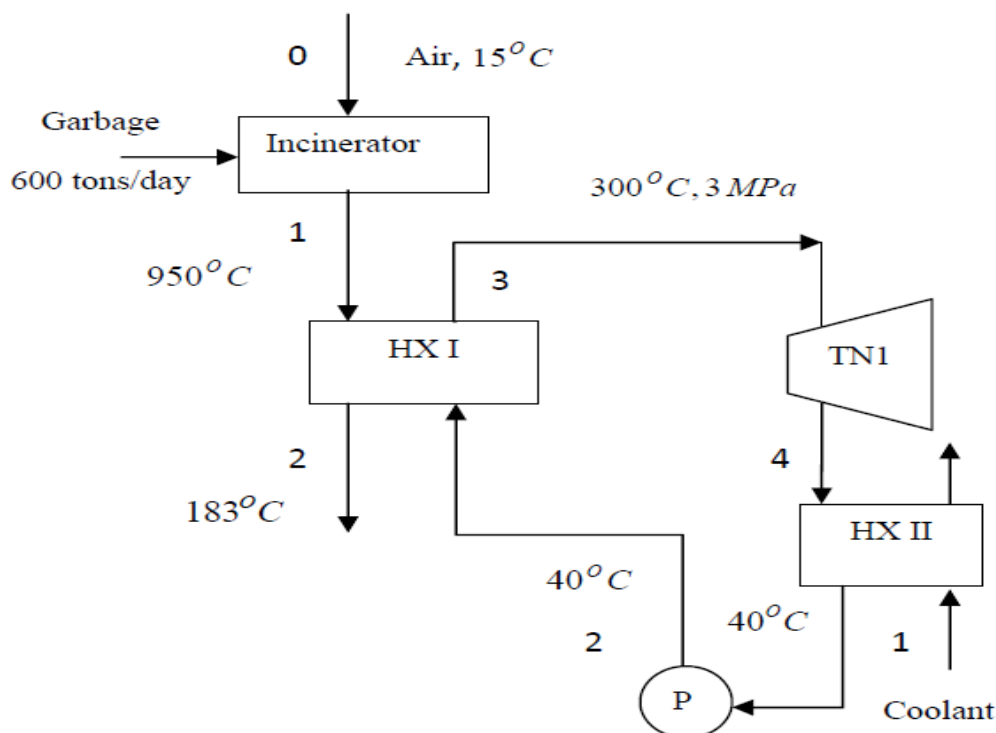 0
Air, 15°C
Garbage
Incinerator
600 tons/day
300°C, 3 MPa
1
950°C
3
HX I
TN1
2
4
183°C
HX II
40°C
40°C
2
1
P
Coolant